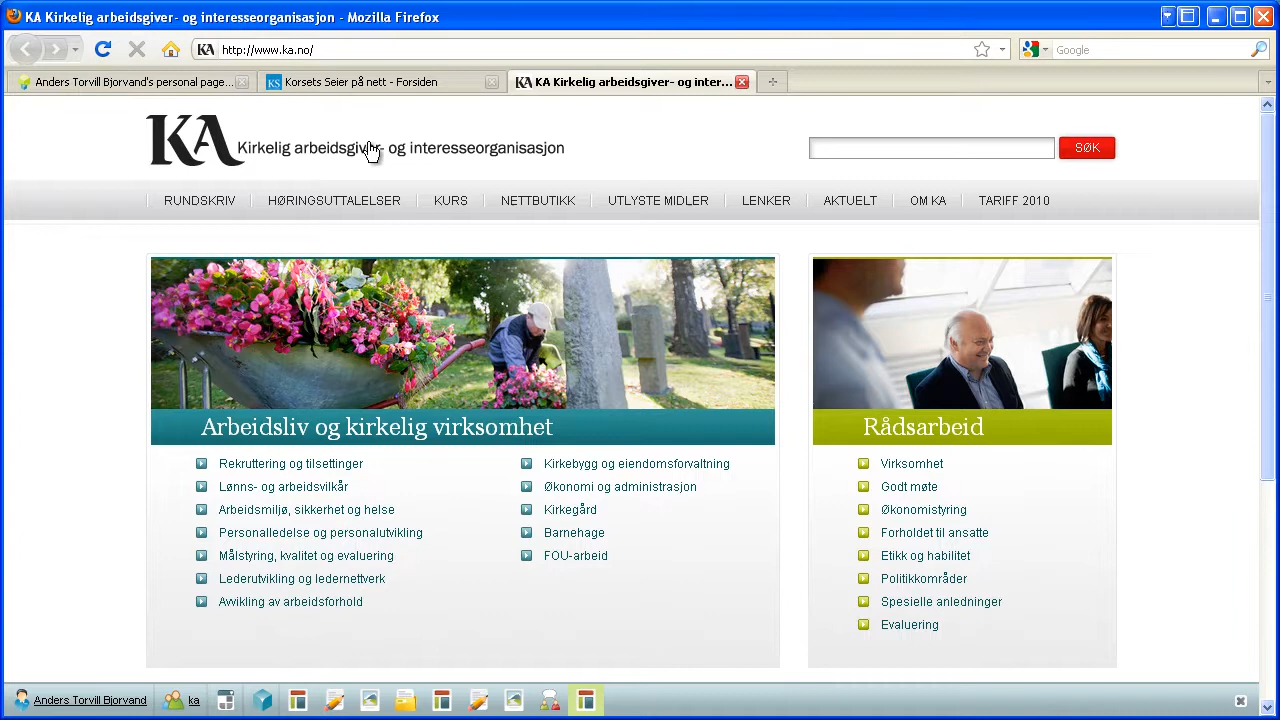 KA Kirkelig arbeidsgiver- og interesseorganisasjon - Mozilla Firefox
KA http://www.ka.no/
Google
Anders Torvill Bjorvand's personal page...
KS Korsets Seier på nett - Forsiden
KA KA Kirkelig arbeidsgiver- og inter...
KA Kirkelig arbeidsgiver- og interesseorganisasjon
SØK
RUNDSKRIV HØRINGSUTTALELSER KURS NETTBUTIKK UTLYSTE MIDLER LENKER AKTUELT OM KA TARIFF 2010
Arbeidsliv og kirkelig virksomhet
Rekruttering og tilsettinger
Lønns- og arbeidsvilkår
Arbeidsmiljø, sikkerhet og helse
Personalledelse og personalutvikling
Målstyring, kvalitet og evaluering
Lederutvikling og ledernettverk
Avvikling av arbeidsforhold
Kirkebygg og eiendomsforvaltning
Økonomi og administrasjon
Kirkegård
Barnehage
FOU-arbeid
Rådsarbeid
Virksomhet
Godt møte
Økonomistyring
Forholdet til ansatte
Etikk og habilitet
Politikkområder
Spesielle anledninger
Evaluering
Anders Torvill Bjorvand
ka